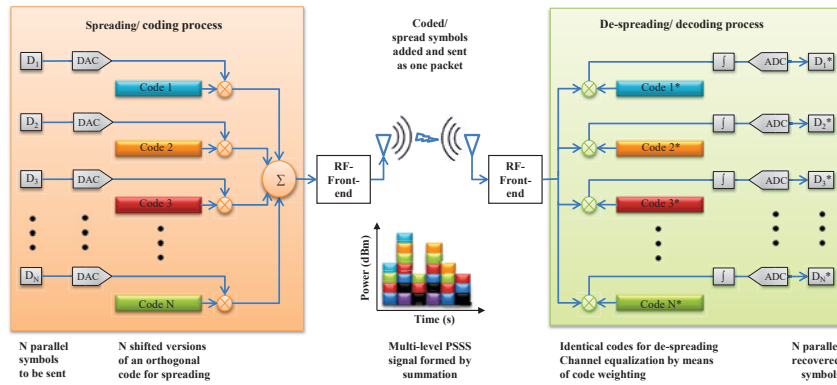 Spreading/ coding process
D1
DAC
Code 1
D2
DAC
Code 2
D3
DAC
Code 3
DN
DAC
Code N
Σ
RF-
Front-
end
Coded/
spread symbols
added and sent
as one packet
RF-
Front-
end
De-spreading/ decoding process
∫
ADC
D1*
Code 1*
∫
ADC
D2*
Code 2*
∫
ADC
D3*
Code 3*
∫
ADC
DN*
Code N*
Power (dBm)
Time (s)
N parallel
symbols
to be sent
N shifted versions
of an orthogonal
code for spreading
Multi-level PSSS
signal formed by
summation
Identical codes for de-spreading
Channel equalization by means
of code weighting
N parallel
recovered
symbol